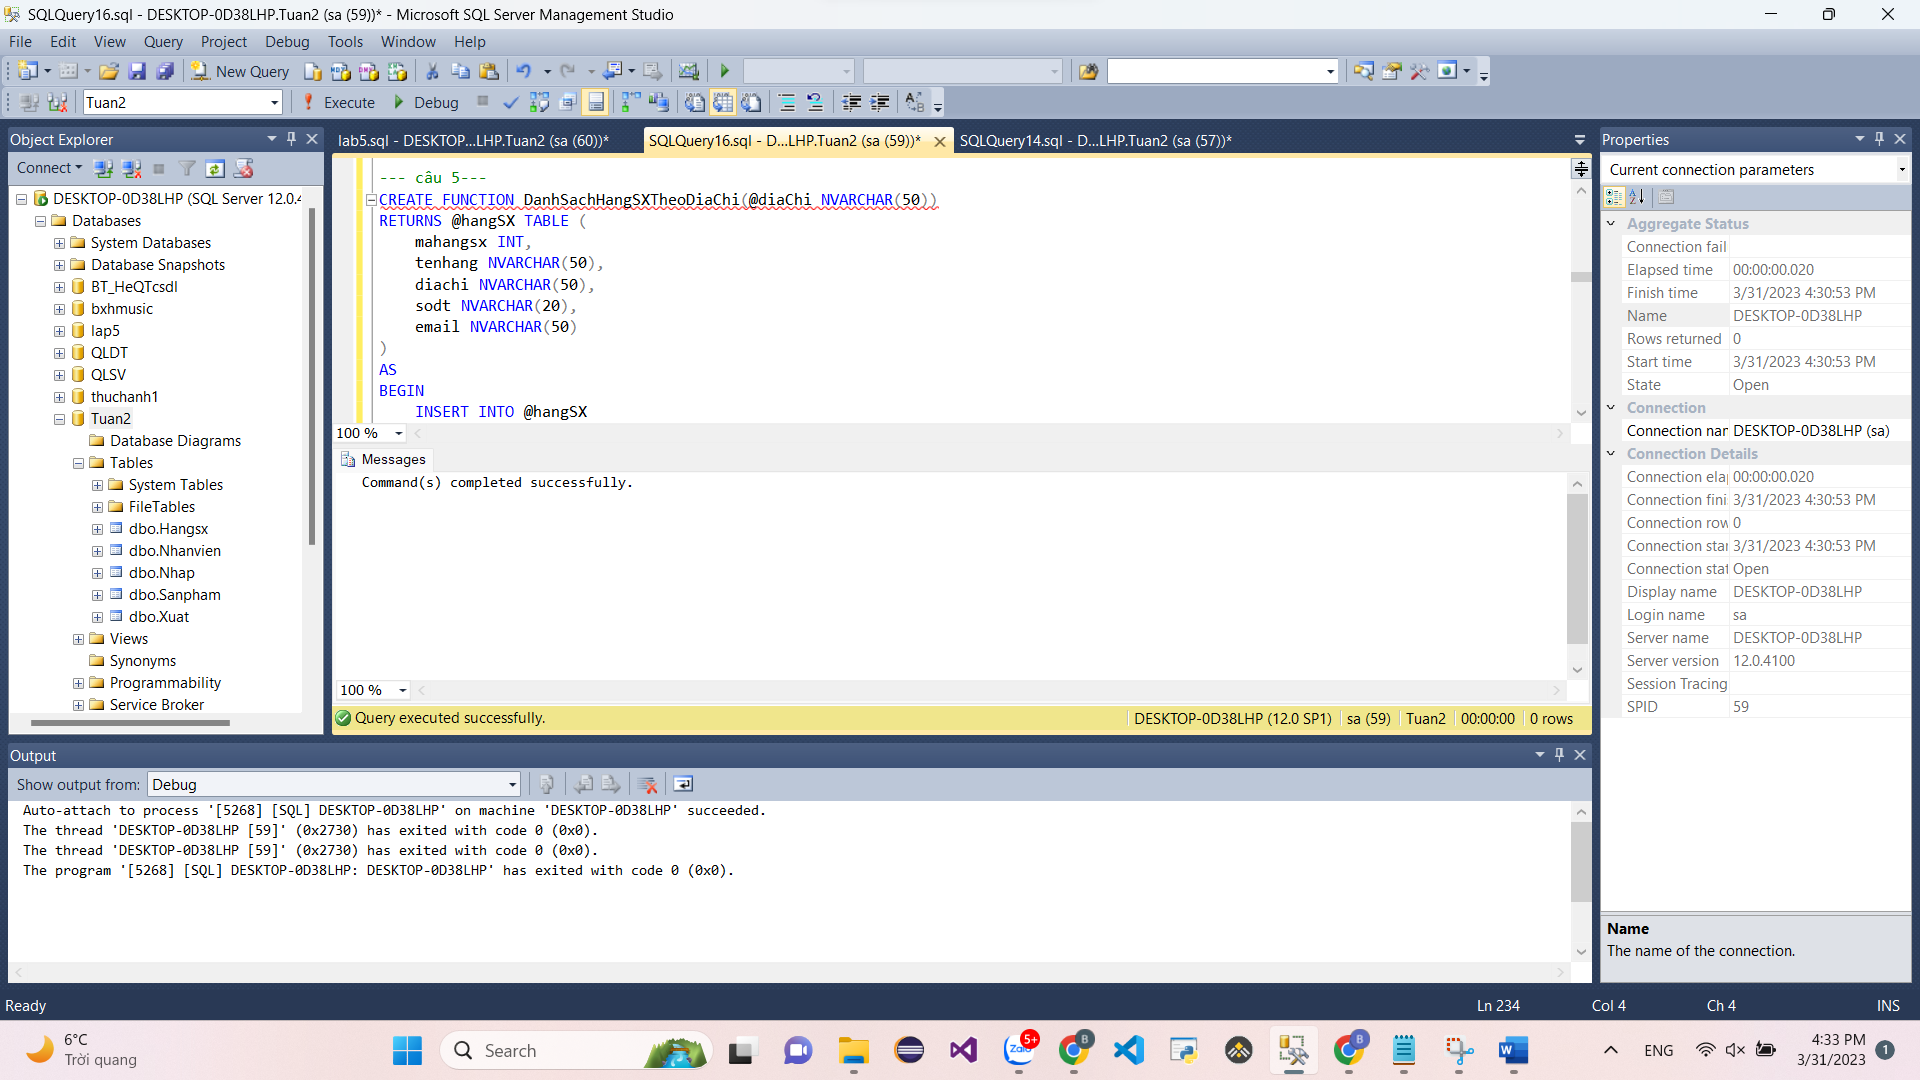 SQLQuery16.sql - DESKTOP-0D38LHP.Tuan2 (sa (59))* - Microsoft SQL Server Management Studio
File Edit View Query Project Debug Tools Window Help
New Query
Tuan2 Execute Debug
Object Explorer
Connect
DESKTOP-0D38LHP (SQL Server 12.0.4
Databases
System Databases
Database Snapshots
BT_HeQTcsdl
bxhmusic
lap5
QLDT
QLSV
thuchanh1
Tuan2
Database Diagrams
Tables
System Tables
FileTables
dbo.Hangsx
dbo.Nhanvien
dbo.Nhap
dbo.Sanpham
dbo.Xuat
Views
Synonyms
Programmability
Service Broker
lab5.sql - DESKTOP...LHP.Tuan2 (sa (60))*
SQLQuery16.sql - D...LHP.Tuan2 (sa (59))*
SQLQuery14.sql - D...LHP.Tuan2 (sa (57))*
--- câu 5---
CREATE FUNCTION DanhSachHangSXTheoDiaChi(@diaChi NVARCHAR(50))
RETURNS @hangSX TABLE (
mahangsx INT,
tenhang NVARCHAR(50),
diachi NVARCHAR(50),
sodt NVARCHAR(20),
email NVARCHAR(50)
)
AS
BEGIN
INSERT INTO @hangSX
100 %
Messages
Command(s) completed successfully.
100 %
Query executed successfully.
DESKTOP-0D38LHP (12.0 SP1) sa (59) Tuan2 00:00:00 0 rows
Properties
Current connection parameters
Aggregate Status
Connection fail
Elapsed time 00:00:00.020
Finish time 3/31/2023 4:30:53 PM
Name DESKTOP-0D38LHP
Rows returned 0
Start time 3/31/2023 4:30:53 PM
State Open
Connection
Connection nar DESKTOP-0D38LHP (sa)
Connection Details
Connection elap 00:00:00.020
Connection fini 3/31/2023 4:30:53 PM
Connection row 0
Connection star 3/31/2023 4:30:53 PM
Connection stat Open
Display name DESKTOP-0D38LHP
Login name sa
Server name DESKTOP-0D38LHP
Server version 12.0.4100
Session Tracing
SPID 59
Name
The name of the connection.
Output
Show output from: Debug
Auto-attach to process '[5268] [SQL] DESKTOP-0D38LHP' on machine 'DESKTOP-0D38LHP' succeeded.
The thread 'DESKTOP-0D38LHP [59]' (0x2730) has exited with code 0 (0x0).
The thread 'DESKTOP-0D38LHP [59]' (0x2730) has exited with code 0 (0x0).
The program '[5268] [SQL] DESKTOP-0D38LHP: DESKTOP-0D38LHP' has exited with code 0 (0x0).
Ready Ln 234 Col 4 Ch 4 INS
6°C
Trời quang
Search
Zalo
5+
B
B
ENG
4:33 PM
3/31/2023
1